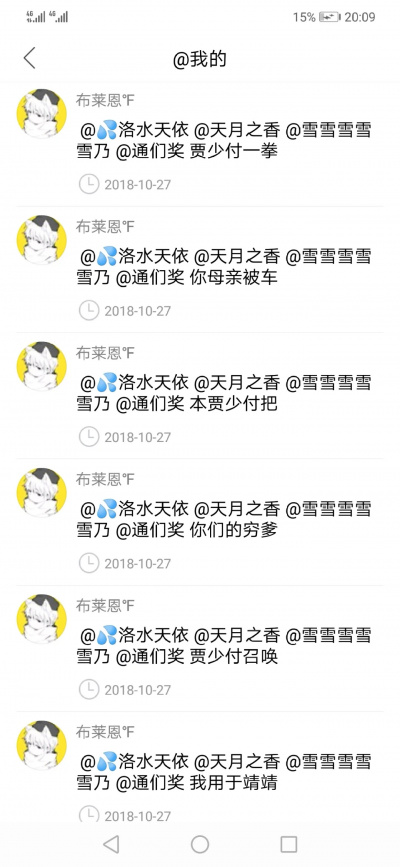 4G 4G 15% 20:09
@我的
布莱恩℉
@💦洛水天依 @天月之香 @雪雪雪雪
雪乃 @通们奖 贾少付一拳
2018-10-27
布莱恩℉
@💦洛水天依 @天月之香 @雪雪雪雪
雪乃 @通们奖 你母亲被车
2018-10-27
布莱恩℉
@💦洛水天依 @天月之香 @雪雪雪雪
雪乃 @通们奖 本贾少付把
2018-10-27
布莱恩℉
@💦洛水天依 @天月之香 @雪雪雪雪
雪乃 @通们奖 你们的穷爹
2018-10-27
布莱恩℉
@💦洛水天依 @天月之香 @雪雪雪雪
雪乃 @通们奖 贾少付召唤
2018-10-27
布莱恩℉
@💦洛水天依 @天月之香 @雪雪雪雪
雪乃 @通们奖 我用于靖靖
2018-10-27